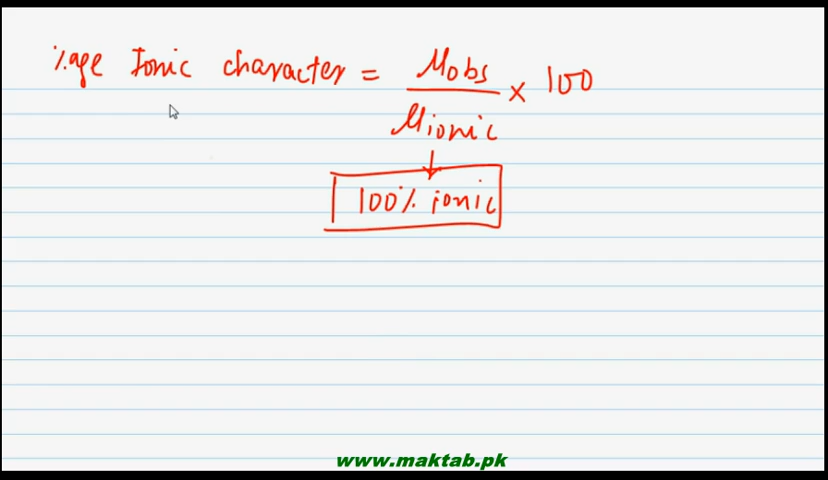 %age Ionic character = μobs / μionic × 100
100% ionic
www.maktab.pk